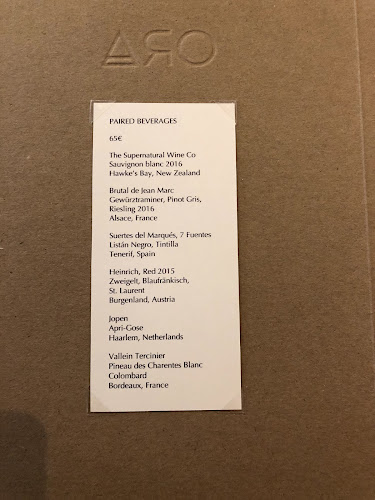 ORA
PAIRED BEVERAGES
65€
The Supernatural Wine Co
Sauvignon blanc 2016
Hawke's Bay, New Zealand
Brutal de Jean Marc
Gewürztraminer, Pinot Gris,
Riesling 2016
Alsace, France
Suertes del Marqués, 7 Fuentes
Listán Negro, Tintilla
Tenerif, Spain
Heinrich, Red 2015
Zweigelt, Blaufränkisch,
St. Laurent
Burgenland, Austria
Jopen
Apri-Gose
Haarlem, Netherlands
Vallein Tercinier
Pineau des Charentes Blanc
Colombard
Bordeaux, France